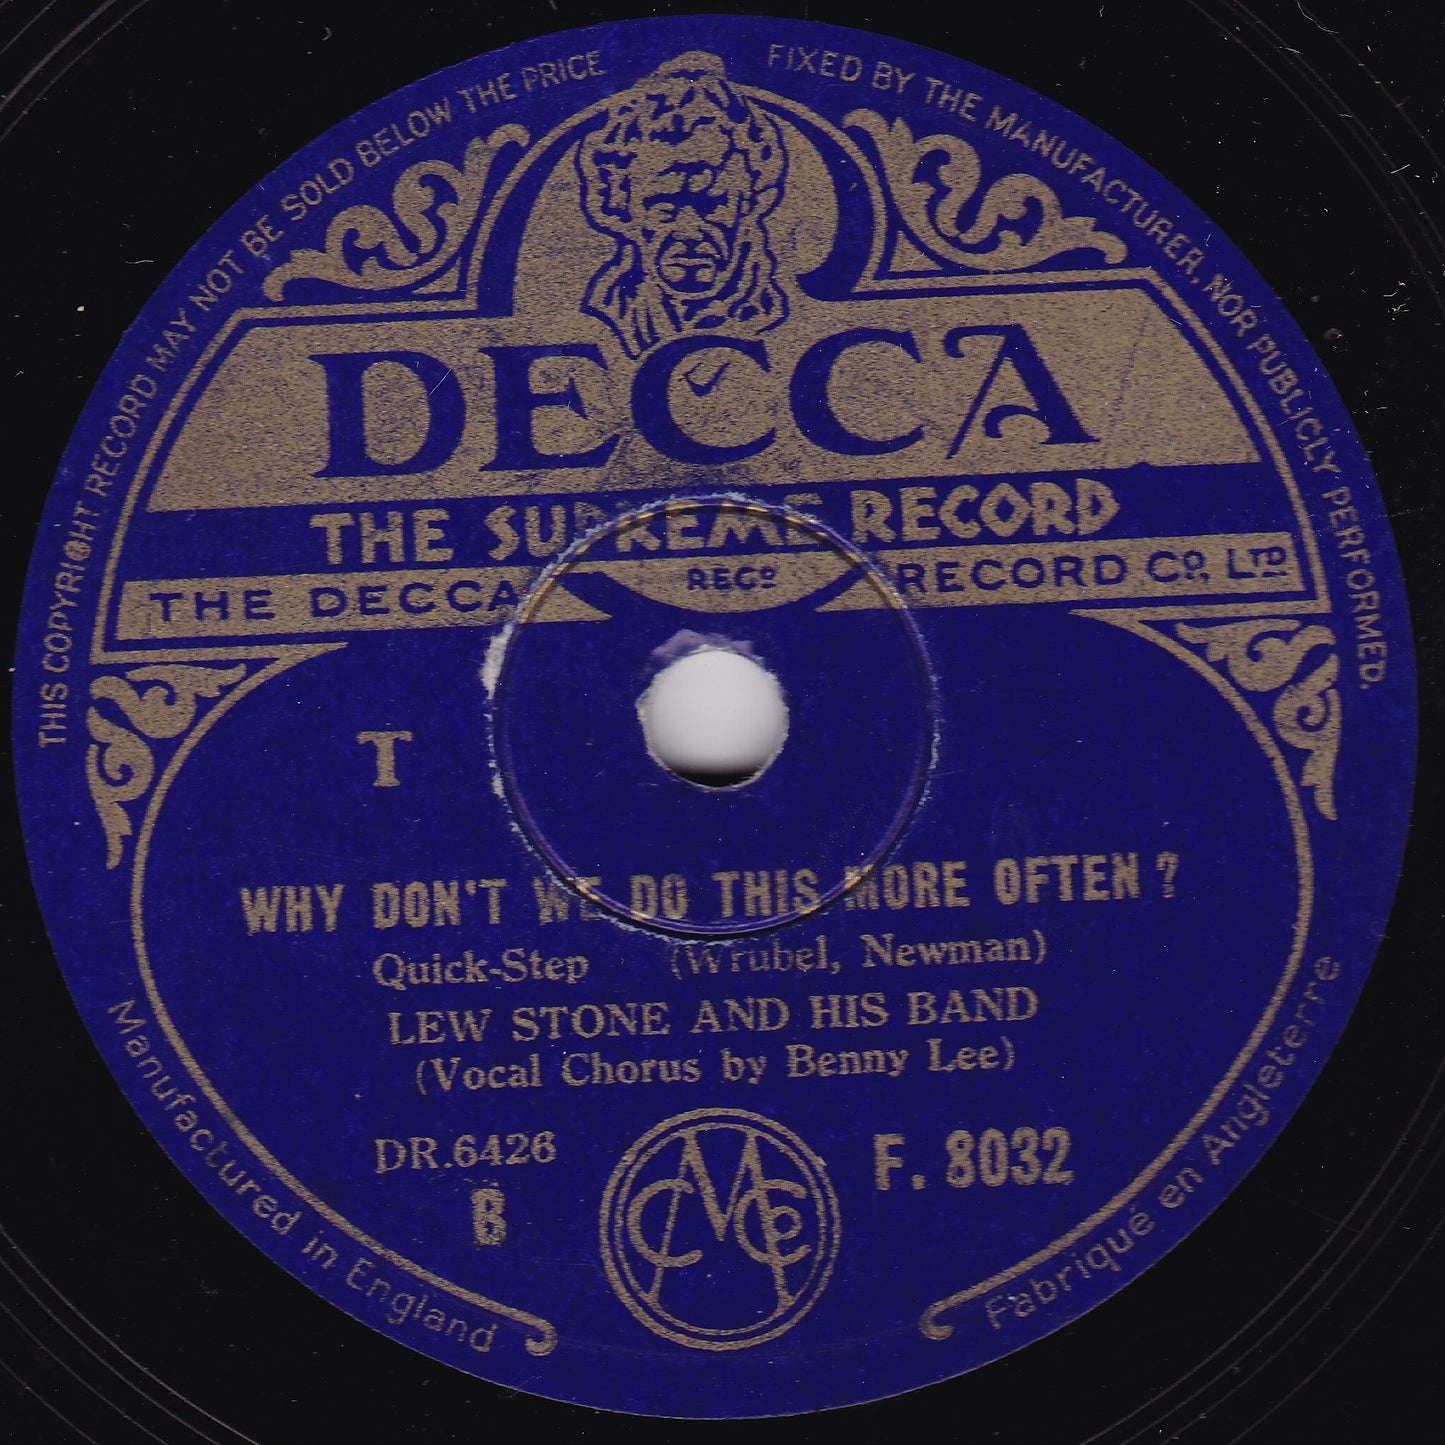 THIS COPYRIGHT RECORD MAY NOT BE SOLD BELOW THE PRICE FIXED BY THE MANUFACTURER, NOR PUBLICLY PERFORMED.
DECCA
THE SUPREME RECORD
THE DECCA REGD RECORD CO. LTD
T
WHY DON'T WE DO THIS MORE OFTEN?
Quick-Step (Wrubel, Newman)
LEW STONE AND HIS BAND
(Vocal Chorus by Benny Lee)
DR.6426 F. 8032
B
Manufactured in England
Fabriqué en Angleterre